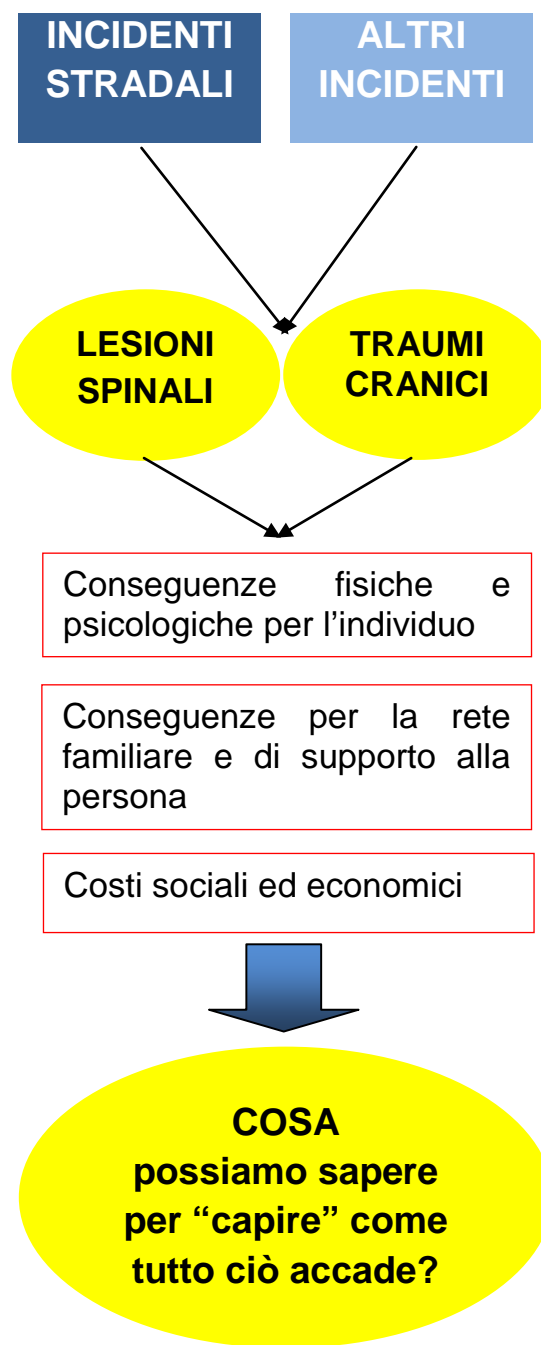 INCIDENTI
STRADALI
ALTRI
INCIDENTI
LESIONI
SPINALI
TRAUMI
CRANICI
Conseguenze fisiche e
psicologiche per l’individuo
Conseguenze per la rete
familiare e di supporto alla
persona
Costi sociali ed economici
COSA
possiamo sapere
per “capire” come
tutto ciò accade?